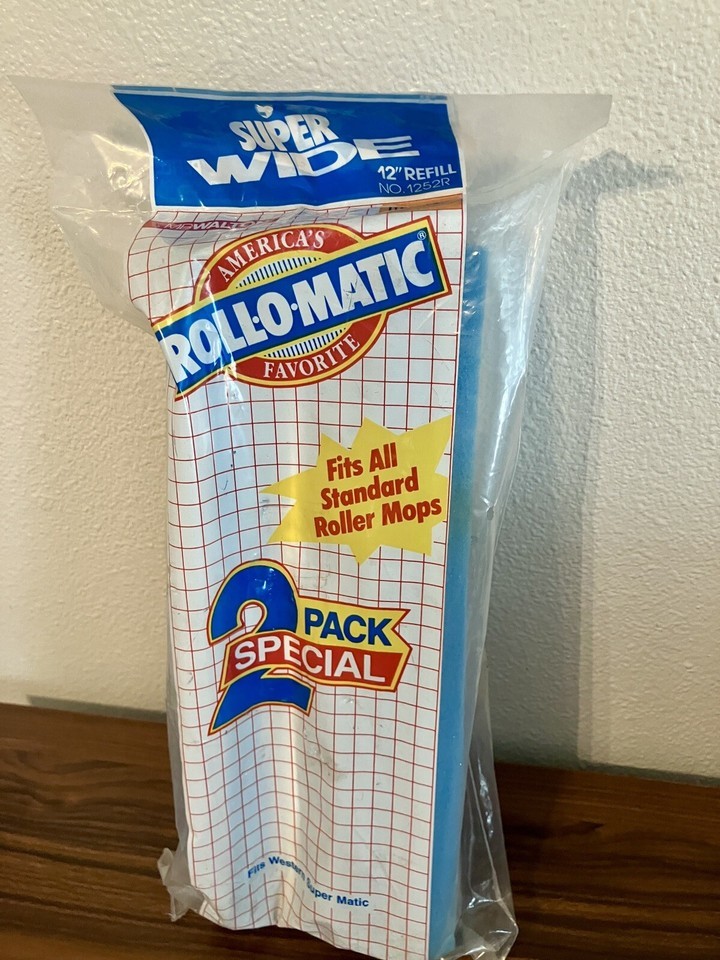 SUPER
WIDE
12" REFILL
NO. 1252R
AMERICA'S
ROLL·O·MATIC®
FAVORITE
Fits All
Standard
Roller Mops
2
PACK
SPECIAL
Fits Western Super Matic